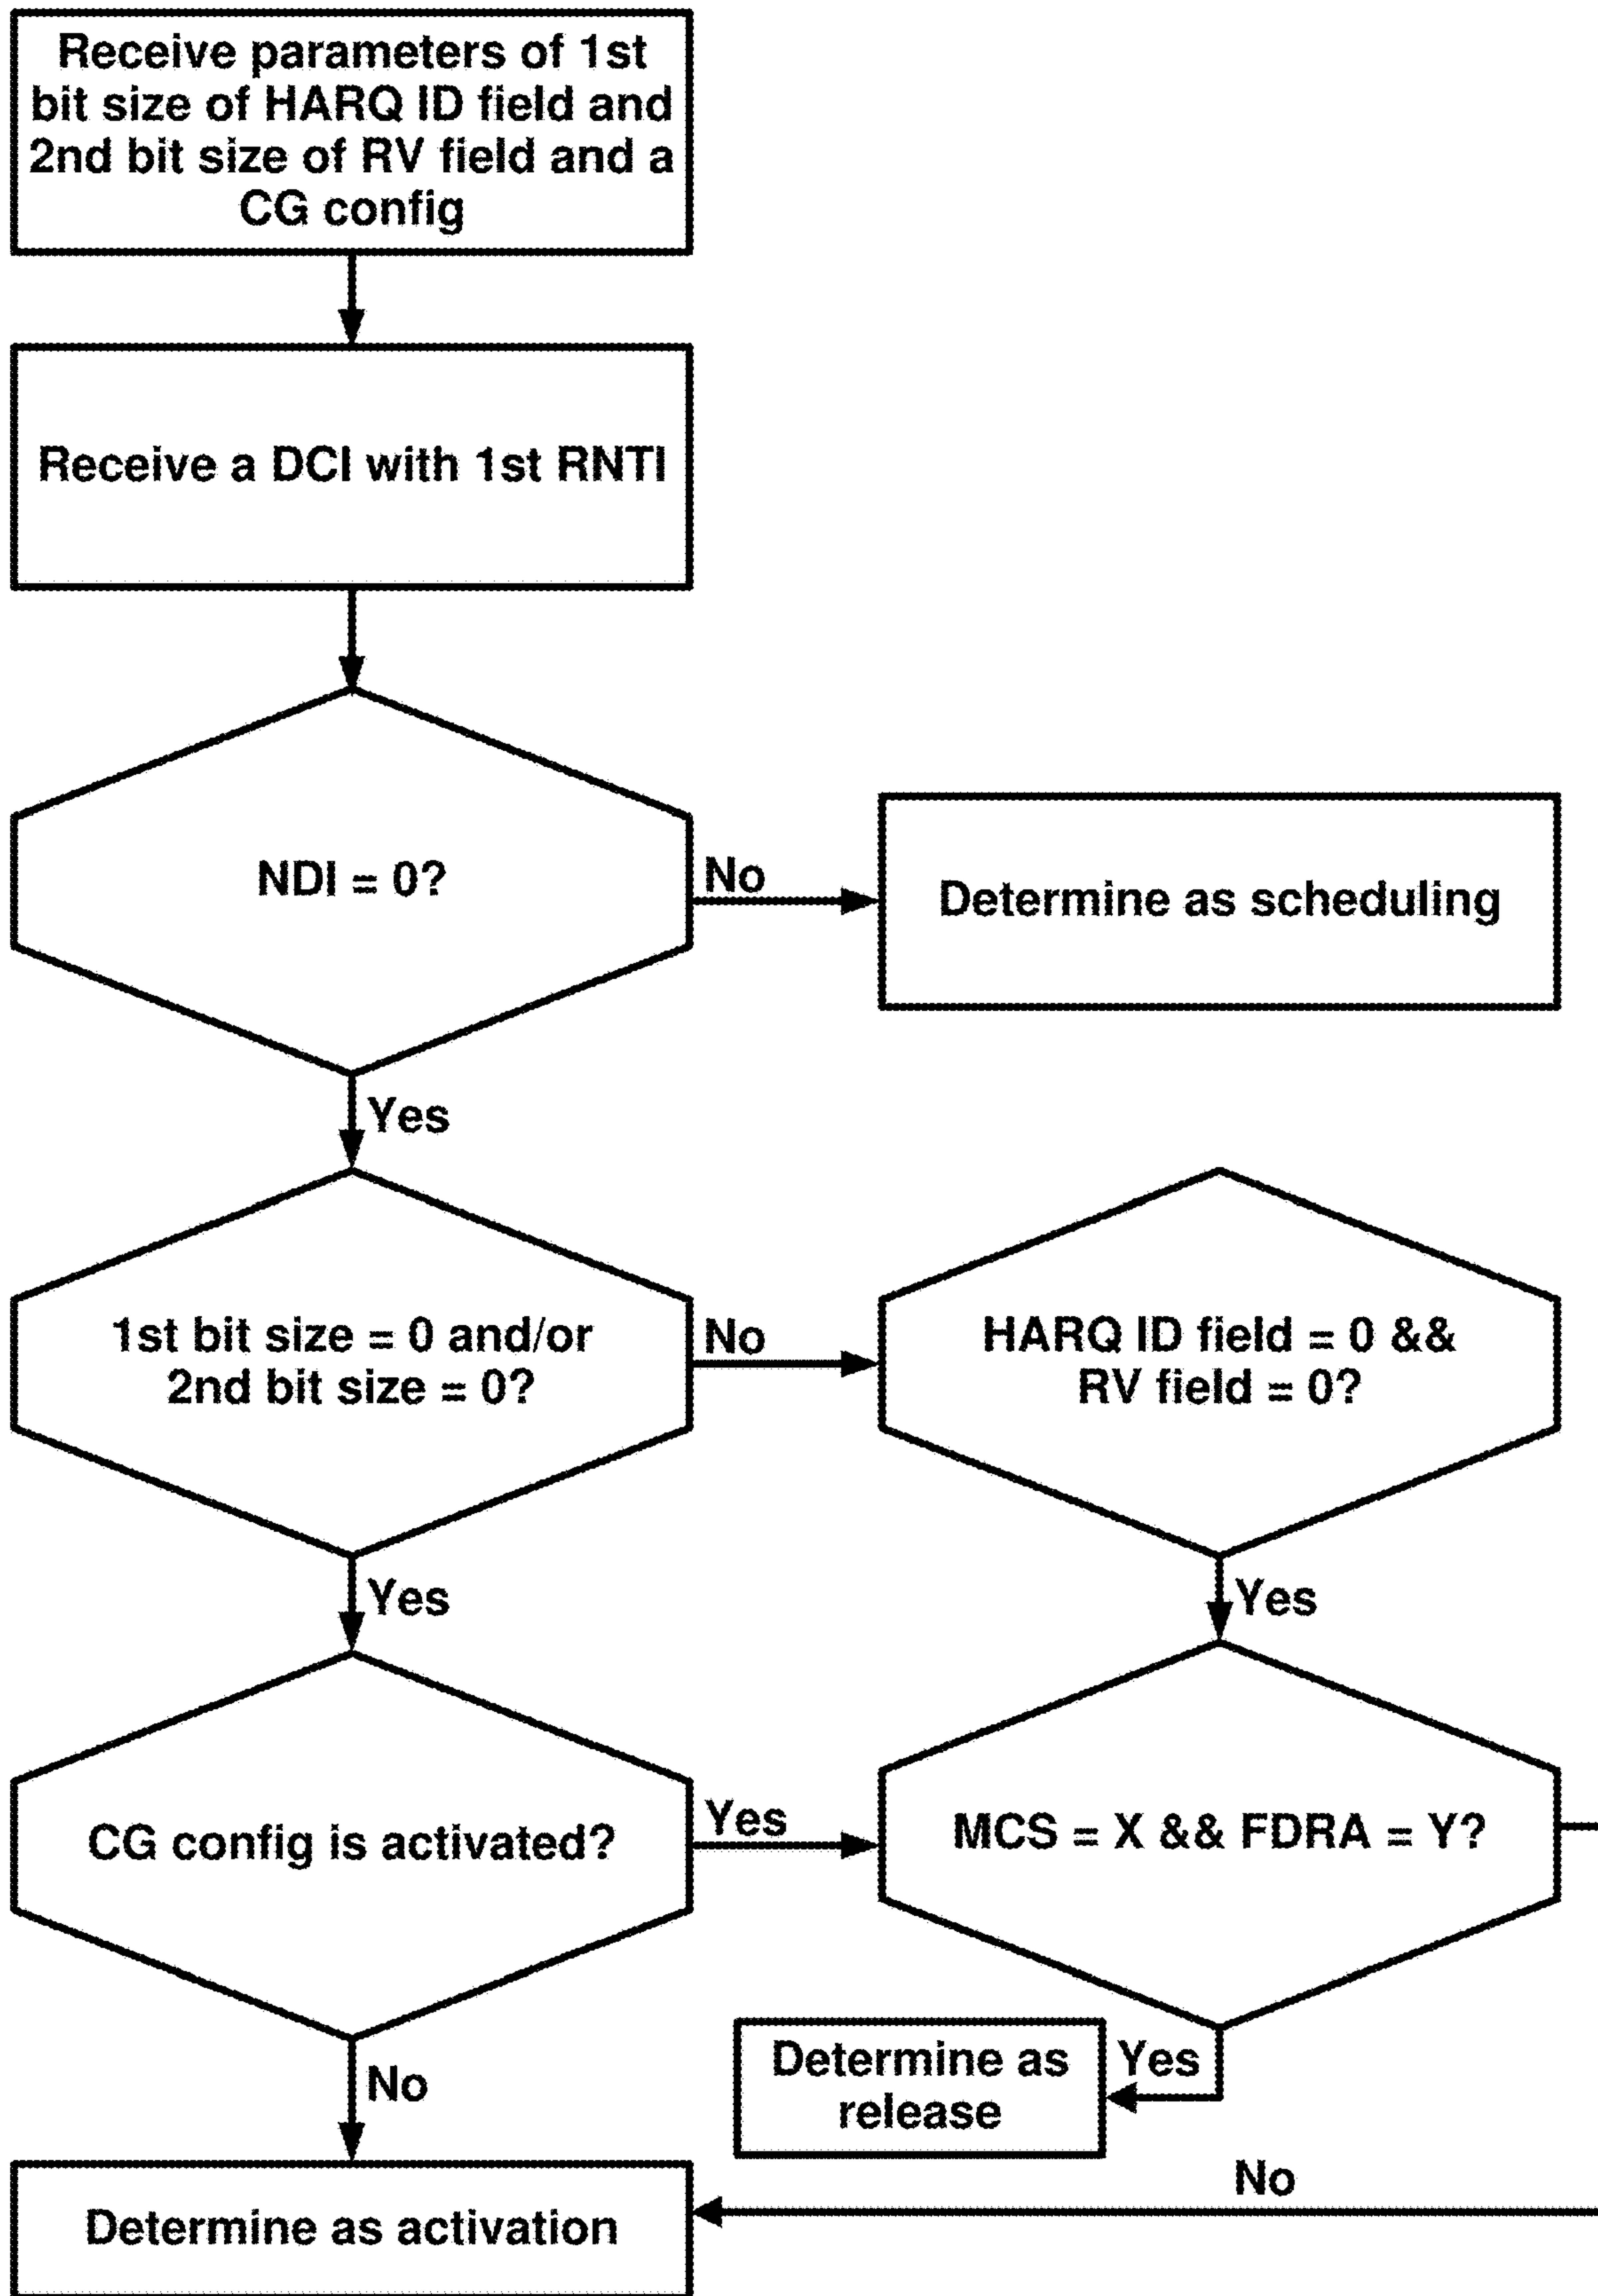 Receive parameters of 1st
bit size of HARQ ID field and
2nd bit size of RV field and a
CG config
Receive a DCI with 1st RNTI
NDI = 0?
No
Determine as scheduling
Yes
1st bit size = 0 and/or
2nd bit size = 0?
No
HARQ ID field = 0 &&
RV field = 0?
Yes
Yes
CG config is activated?
Yes
MCS = X && FDRA = Y?
Determine as
release
Yes
No
No
Determine as activation